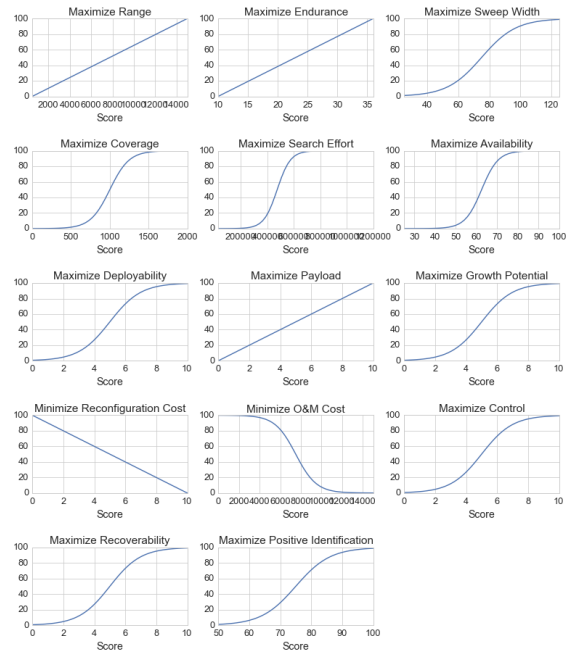 Maximize Range
100
80
60
40
20
0
2000 4000 6000 8000 10000 12000 14000
Score
Maximize Endurance
100
80
60
40
20
0
10 15 20 25 30 35
Score
Maximize Sweep Width
100
80
60
40
20
0
40 60 80 100 120
Score
Maximize Coverage
100
80
60
40
20
0
0 500 1000 1500 2000
Score
Maximize Search Effort
100
80
60
40
20
0
200000 400000 600000 800000 1000000 1200000
Score
Maximize Availability
100
80
60
40
20
0
30 40 50 60 70 80 90 100
Score
Maximize Deployability
100
80
60
40
20
0
0 2 4 6 8 10
Score
Maximize Payload
100
80
60
40
20
0
0 2 4 6 8 10
Score
Maximize Growth Potential
100
80
60
40
20
0
0 2 4 6 8 10
Score
Minimize Reconfiguration Cost
100
80
60
40
20
0
0 2 4 6 8 10
Score
Minimize O&M Cost
100
80
60
40
20
0
0 2000 4000 6000 8000 10000 12000 14000
Score
Maximize Control
100
80
60
40
20
0
0 2 4 6 8 10
Score
Maximize Recoverability
100
80
60
40
20
0
0 2 4 6 8 10
Score
Maximize Positive Identification
100
80
60
40
20
0
50 60 70 80 90 100
Score